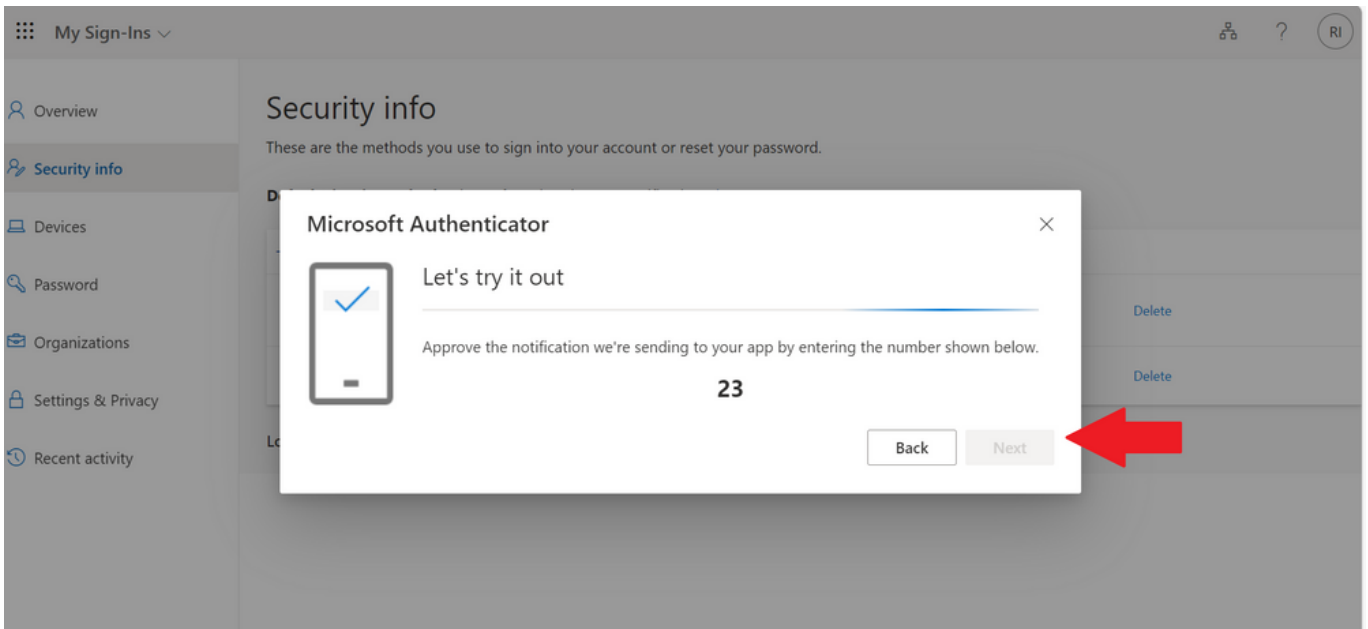 My Sign-Ins
?
RI
Overview
Security info
Devices
Password
Organizations
Settings & Privacy
Recent activity
Security info
These are the methods you use to sign into your account or reset your password.
Microsoft Authenticator
Let's try it out
Approve the notification we're sending to your app by entering the number shown below.
23
Back
Next
Delete
Delete